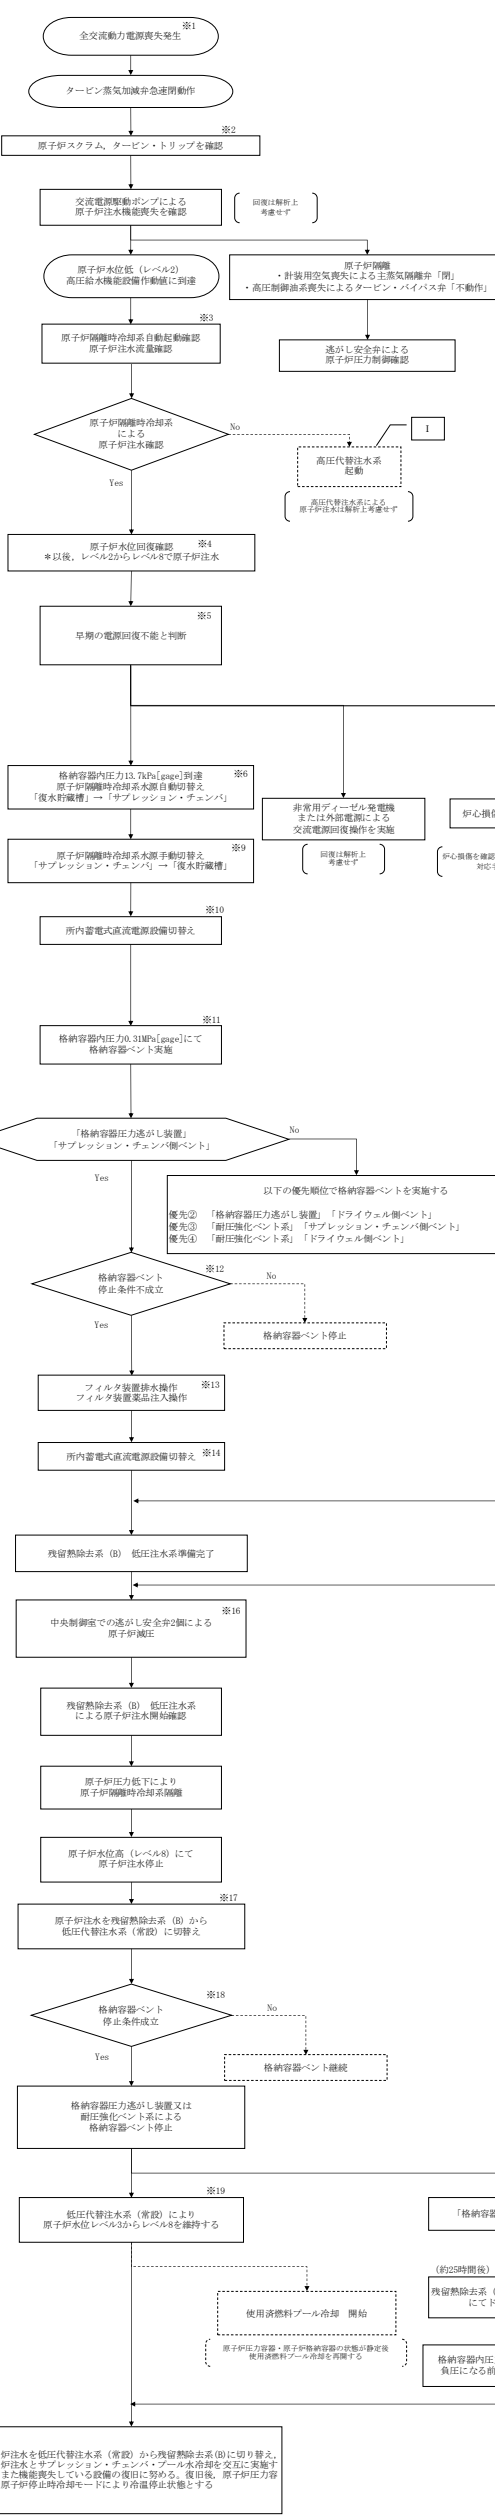 ※1
全交流動力電源喪失発生
タービン蒸気加減弁急速閉動作
※2
原子炉スクラム，タービン・トリップを確認
交流電源駆動ポンプによる
原子炉注水機能喪失を確認
回復は解析上
考慮せず
原子炉水位低（レベル2）
高圧給水機能設備作動値に到達
原子炉隔離
・計装用空気喪失による主蒸気隔離弁「閉」
・高圧制御油系喪失によるタービン・バイパス弁「不動作」
※3
原子炉隔離時冷却系自動起動確認
原子炉注水流量確認
逃がし安全弁による
原子炉圧力制御確認
原子炉隔離時冷却系
による
原子炉注水確認
No
I
高圧代替注水系
起動
Yes
高圧代替注水系による
原子炉注水は解析上考慮せず
原子炉水位回復確認 ※4
＊以後，レベル2からレベル8で原子炉注水
※5
早期の電源回復不能と判断
格納容器内圧力13.7kPa[gage]到達 ※6
原子炉隔離時冷却系水源自動切替え
「復水貯蔵槽」→「サプレッション・チェンバ」
非常用ディーゼル発電機
または外部電源による
交流電源回復操作を実施
回復は解析上
考慮せず
炉心損傷
炉心損傷を確認
対応
原子炉隔離時冷却系水源手動切替え ※9
「サプレッション・チェンバ」→「復水貯蔵槽」
※10
所内蓄電式直流電源設備切替え
※11
格納容器内圧力0.31MPa[gage]にて
格納容器ベント実施
「格納容器圧力逃がし装置」
「サプレッション・チェンバ側ベント」
No
Yes
以下の優先順位で格納容器ベントを実施する
優先② 「格納容器圧力逃がし装置」「ドライウェル側ベント」
優先③ 「耐圧強化ベント系」「サプレッション・チェンバ側ベント」
優先④ 「耐圧強化ベント系」「ドライウェル側ベント」
※12
格納容器ベント
停止条件不成立
No
Yes
格納容器ベント停止
フィルタ装置排水操作 ※13
フィルタ装置薬品注入操作
所内蓄電式直流電源設備切替え ※14
残留熱除去系（B） 低圧注水系準備完了
※16
中央制御室での逃がし安全弁2個による
原子炉減圧
残留熱除去系（B） 低圧注水系
による原子炉注水開始確認
原子炉圧力低下により
原子炉隔離時冷却系隔離
原子炉水位高（レベル8）にて
原子炉注水停止
※17
原子炉注水を残留熱除去系（B）から
低圧代替注水系（常設）に切替え
※18
格納容器ベント
停止条件成立
No
Yes
格納容器ベント継続
格納容器圧力逃がし装置又は
耐圧強化ベント系による
格納容器ベント停止
※19
低圧代替注水系（常設）により
原子炉水位レベル3からレベル8を維持する
「格納容器
（約25時間後）
残留熱除去系（
にてド
使用済燃料プール冷却 開始
原子炉圧力容器・原子炉格納容器の状態が静定後
使用済燃料プール冷却を再開する
格納容器内圧
負圧になる前
炉注水を低圧代替注水系（常設）から残留熱除去系(B)に切り替え，
炉注水とサプレッション・チェンバ・プール水冷却を交互に実施す
また機能喪失している設備の復旧に努める。復旧後，原子炉圧力容
原子炉停止時冷却モードにより冷温停止状態とする